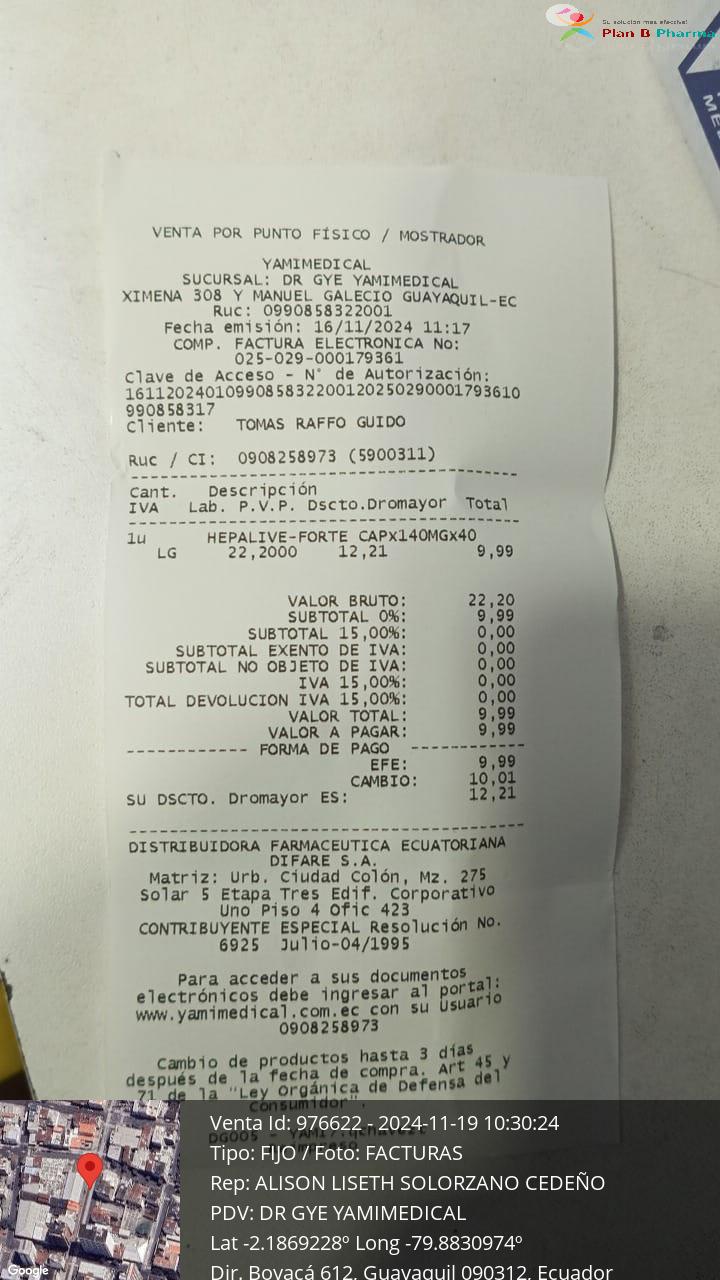 Su solución más efectiva!
Plan B Pharma
VENTA POR PUNTO FÍSICO / MOSTRADOR
YAMIMEDICAL
SUCURSAL: DR GYE YAMIMEDICAL
XIMENA 308 Y MANUEL GALECIO GUAYAQUIL-EC
Ruc: 0990858322001
Fecha emisión: 16/11/2024 11:17
COMP. FACTURA ELECTRONICA No:
025-029-000179361
Clave de Acceso - N° de Autorización:
1611202401099085832200120250290001793610
990858317
Cliente: TOMAS RAFFO GUIDO
Ruc / CI: 0908258973 (5900311)
Cant. Descripción
IVA Lab. P.V.P. Dscto.Dromayor Total
1u HEPALIVE-FORTE CAPx140MGx40
LG 22,2000 12,21 9,99
VALOR BRUTO: 22,20
SUBTOTAL 0%: 9,99
SUBTOTAL 15,00%: 0,00
SUBTOTAL EXENTO DE IVA: 0,00
SUBTOTAL NO OBJETO DE IVA: 0,00
IVA 15,00%: 0,00
TOTAL DEVOLUCION IVA 15,00%: 0,00
VALOR TOTAL: 9,99
VALOR A PAGAR: 9,99
------------ FORMA DE PAGO -----------
EFE: 9,99
CAMBIO: 10,01
SU DSCTO. Dromayor ES: 12,21
DISTRIBUIDORA FARMACEUTICA ECUATORIANA
DIFARE S.A.
Matriz: Urb. Ciudad Colón, Mz. 275
Solar 5 Etapa Tres Edif. Corporativo
Uno Piso 4 Ofic 423
CONTRIBUYENTE ESPECIAL Resolución No.
6925 Julio-04/1995
Para acceder a sus documentos
electrónicos debe ingresar al portal:
www.yamimedical.com.ec con su Usuario
0908258973
Cambio de productos hasta 3 días
después de la fecha de compra. Art 45 y
71 de la "Ley Orgánica de Defensa del
Consumidor".
DG005 - YAMI
Venta Id: 976622 - 2024-11-19 10:30:24
Tipo: FIJO / Foto: FACTURAS
Rep: ALISON LISETH SOLORZANO CEDEÑO
PDV: DR GYE YAMIMEDICAL
Lat -2.1869228º Long -79.8830974º
Dir. Boyacá 612, Guayaquil 090312, Ecuador
Google